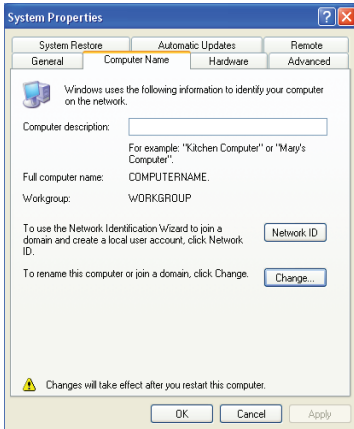 System Properties
System Restore Automatic Updates Remote
General Computer Name Hardware Advanced
Windows uses the following information to identify your computer
on the network.
Computer description:
For example: "Kitchen Computer" or "Mary's
Computer".
Full computer name: COMPUTERNAME.
Workgroup: WORKGROUP
To use the Network Identification Wizard to join a
domain and create a local user account, click Network
ID.
Network ID
To rename this computer or join a domain, click Change.
Change...
Changes will take effect after you restart this computer.
OK Cancel Apply